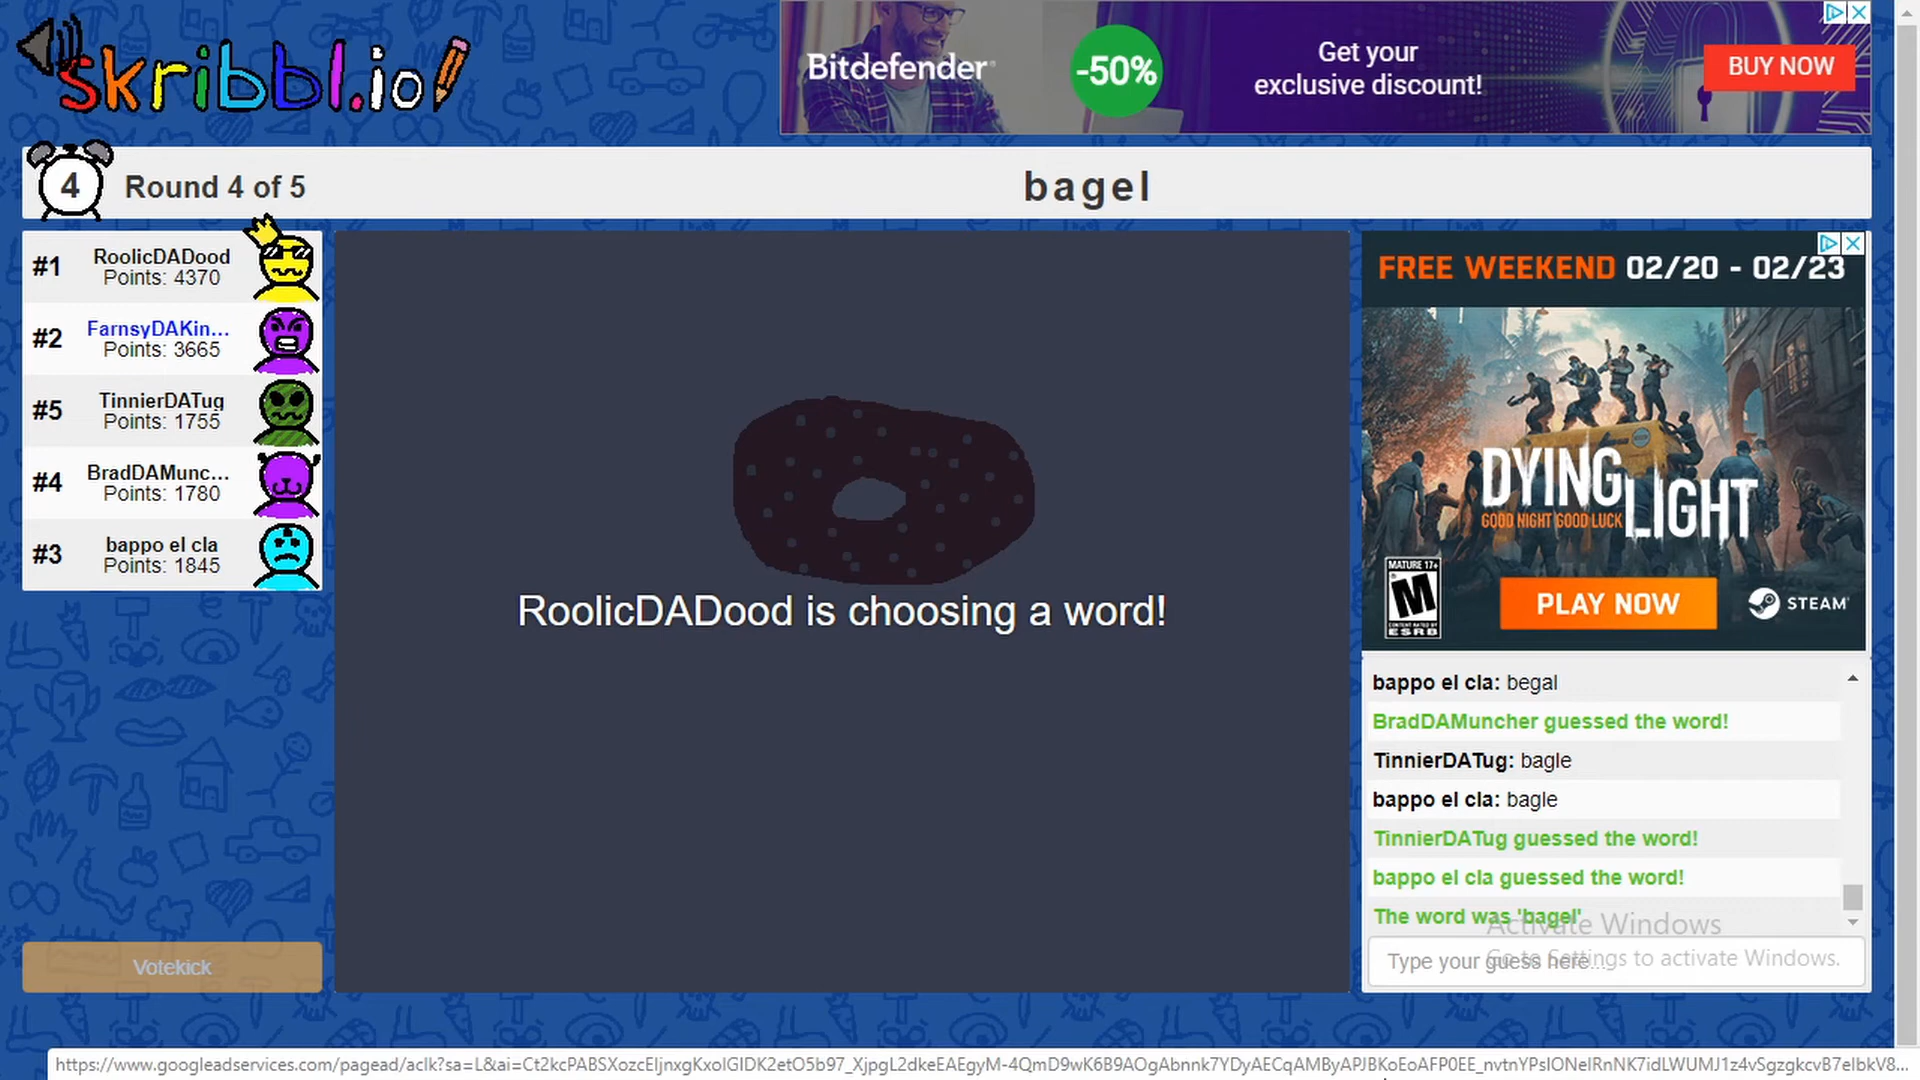 skribbl.io
Bitdefender
-50%
Get your
exclusive discount!
BUY NOW
4
Round 4 of 5
bagel
#1
RoolicDADood
Points: 4370
#2
FarnsyDAKin...
Points: 3665
#5
TinnierDATug
Points: 1755
#4
BradDAMunc...
Points: 1780
#3
bappo el cla
Points: 1845
Votekick
RoolicDADood is choosing a word!
FREE WEEKEND 02/20 - 02/23
DYING
LIGHT
GOOD NIGHT GOOD LUCK
MATURE 17+
M
ESRB
PLAY NOW
STEAM
bappo el cla: begal
BradDAMuncher guessed the word!
TinnierDATug: bagle
bappo el cla: bagle
TinnierDATug guessed the word!
bappo el cla guessed the word!
The word was 'bagel'
Activate Windows
Go to Settings to activate Windows.
Type your guess here...